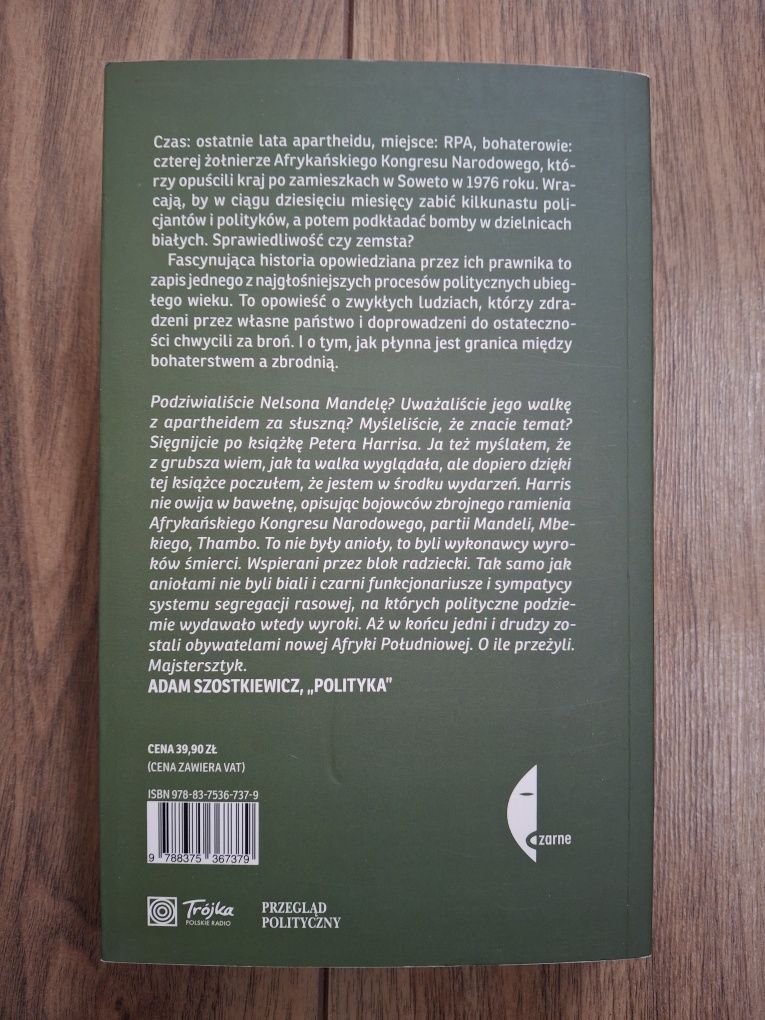 Czas: ostatnie lata apartheidu, miejsce: RPA, bohaterowie:
czterej żołnierze Afrykańskiego Kongresu Narodowego, któ-
rzy opuścili kraj po zamieszkach w Soweto w 1976 roku. Wra-
cają, by w ciągu dziesięciu miesięcy zabić kilkunastu poli-
cjantów i polityków, a potem podkładać bomby w dzielnicach
białych. Sprawiedliwość czy zemsta?
Fascynująca historia opowiedziana przez ich prawnika to
zapis jednego z najgłośniejszych procesów politycznych ubieg-
łego wieku. To opowieść o zwykłych ludziach, którzy zdra-
dzeni przez własne państwo i doprowadzeni do ostateczno-
ści chwycili za broń. I o tym, jak płynna jest granica między
bohaterstwem a zbrodnią.
Podziwialiście Nelsona Mandelę? Uważaliście jego walkę
z apartheidem za słuszną? Myśleliście, że znacie temat?
Sięgnijcie po książkę Petera Harrisa. Ja też myślałem, że
z grubsza wiem, jak ta walka wyglądała, ale dopiero dzięki
tej książce poczułem, że jestem w środku wydarzeń. Harris
nie owija w bawełnę, opisując bojowców zbrojnego ramienia
Afrykańskiego Kongresu Narodowego, partii Mandeli, Mbe-
kiego, Thambo. To nie były anioły, to byli wykonawcy wyro-
ków śmierci. Wspierani przez blok radziecki. Tak samo jak
aniołami nie byli biali i czarni funkcjonariusze i sympatycy
systemu segregacji rasowej, na których polityczne podzie-
mie wydawało wtedy wyroki. Aż w końcu jedni i drudzy zo-
stali obywatelami nowej Afryki Południowej. O ile przeżyli.
Majstersztyk.
ADAM SZOSTKIEWICZ, „POLITYKA”
CENA 39,90 ZŁ
(CENA ZAWIERA VAT)
ISBN 978-83-7536-737-9
9 788375 367379
czarne
Trójka
POLSKIE RADIO
PRZEGLĄD
POLITYCZNY